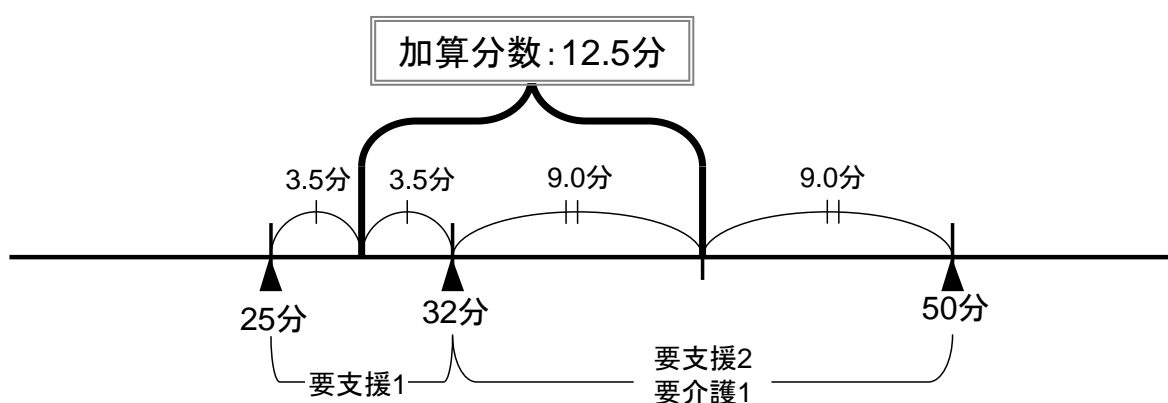 加算分数：12.5分
3.5分
3.5分
9.0分
9.0分
25分
32分
50分
要支援1
要支援2
要介護1